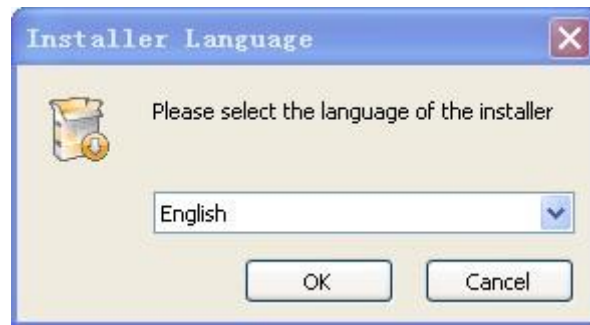 Installer Language
Please select the language of the installer
English
OK
Cancel